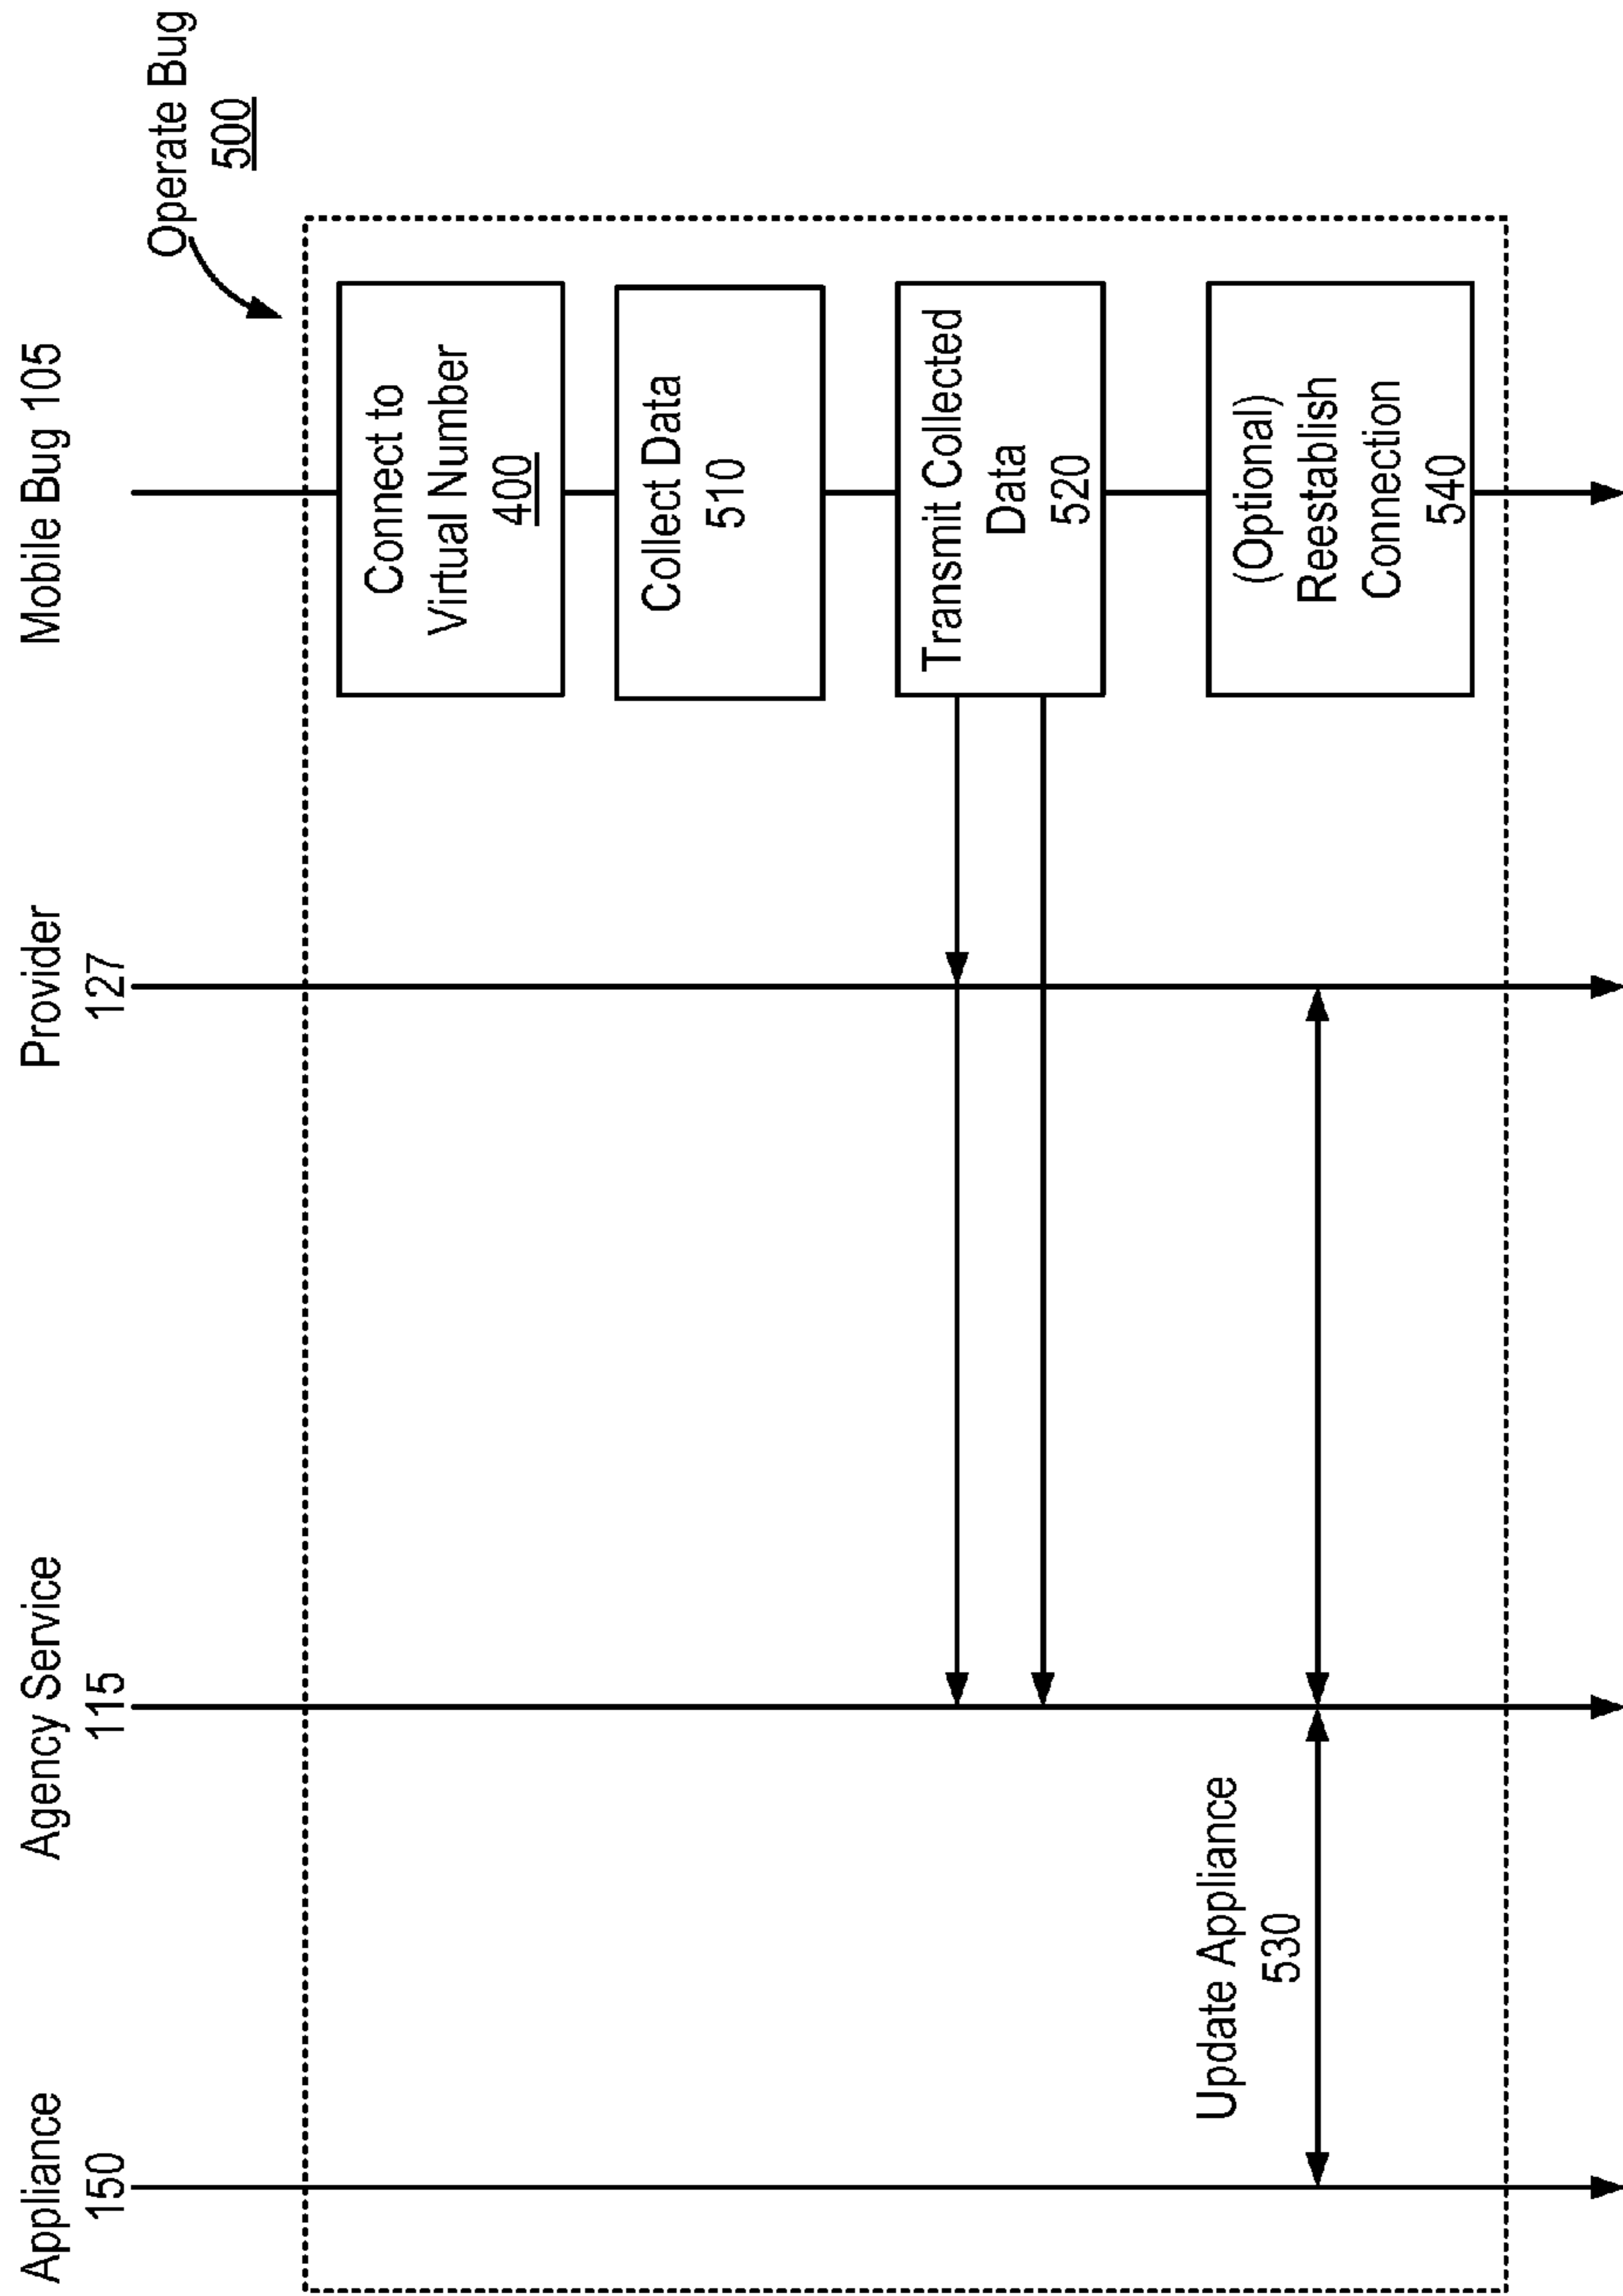 Operate Bug
500
Appliance
150
Agency Service
115
Provider
127
Mobile Bug 105
Connect to
Virtual Number
400
Collect Data
510
Transmit Collected
Data
520
Update Appliance
530
(Optional)
Reestablish
Connection
540